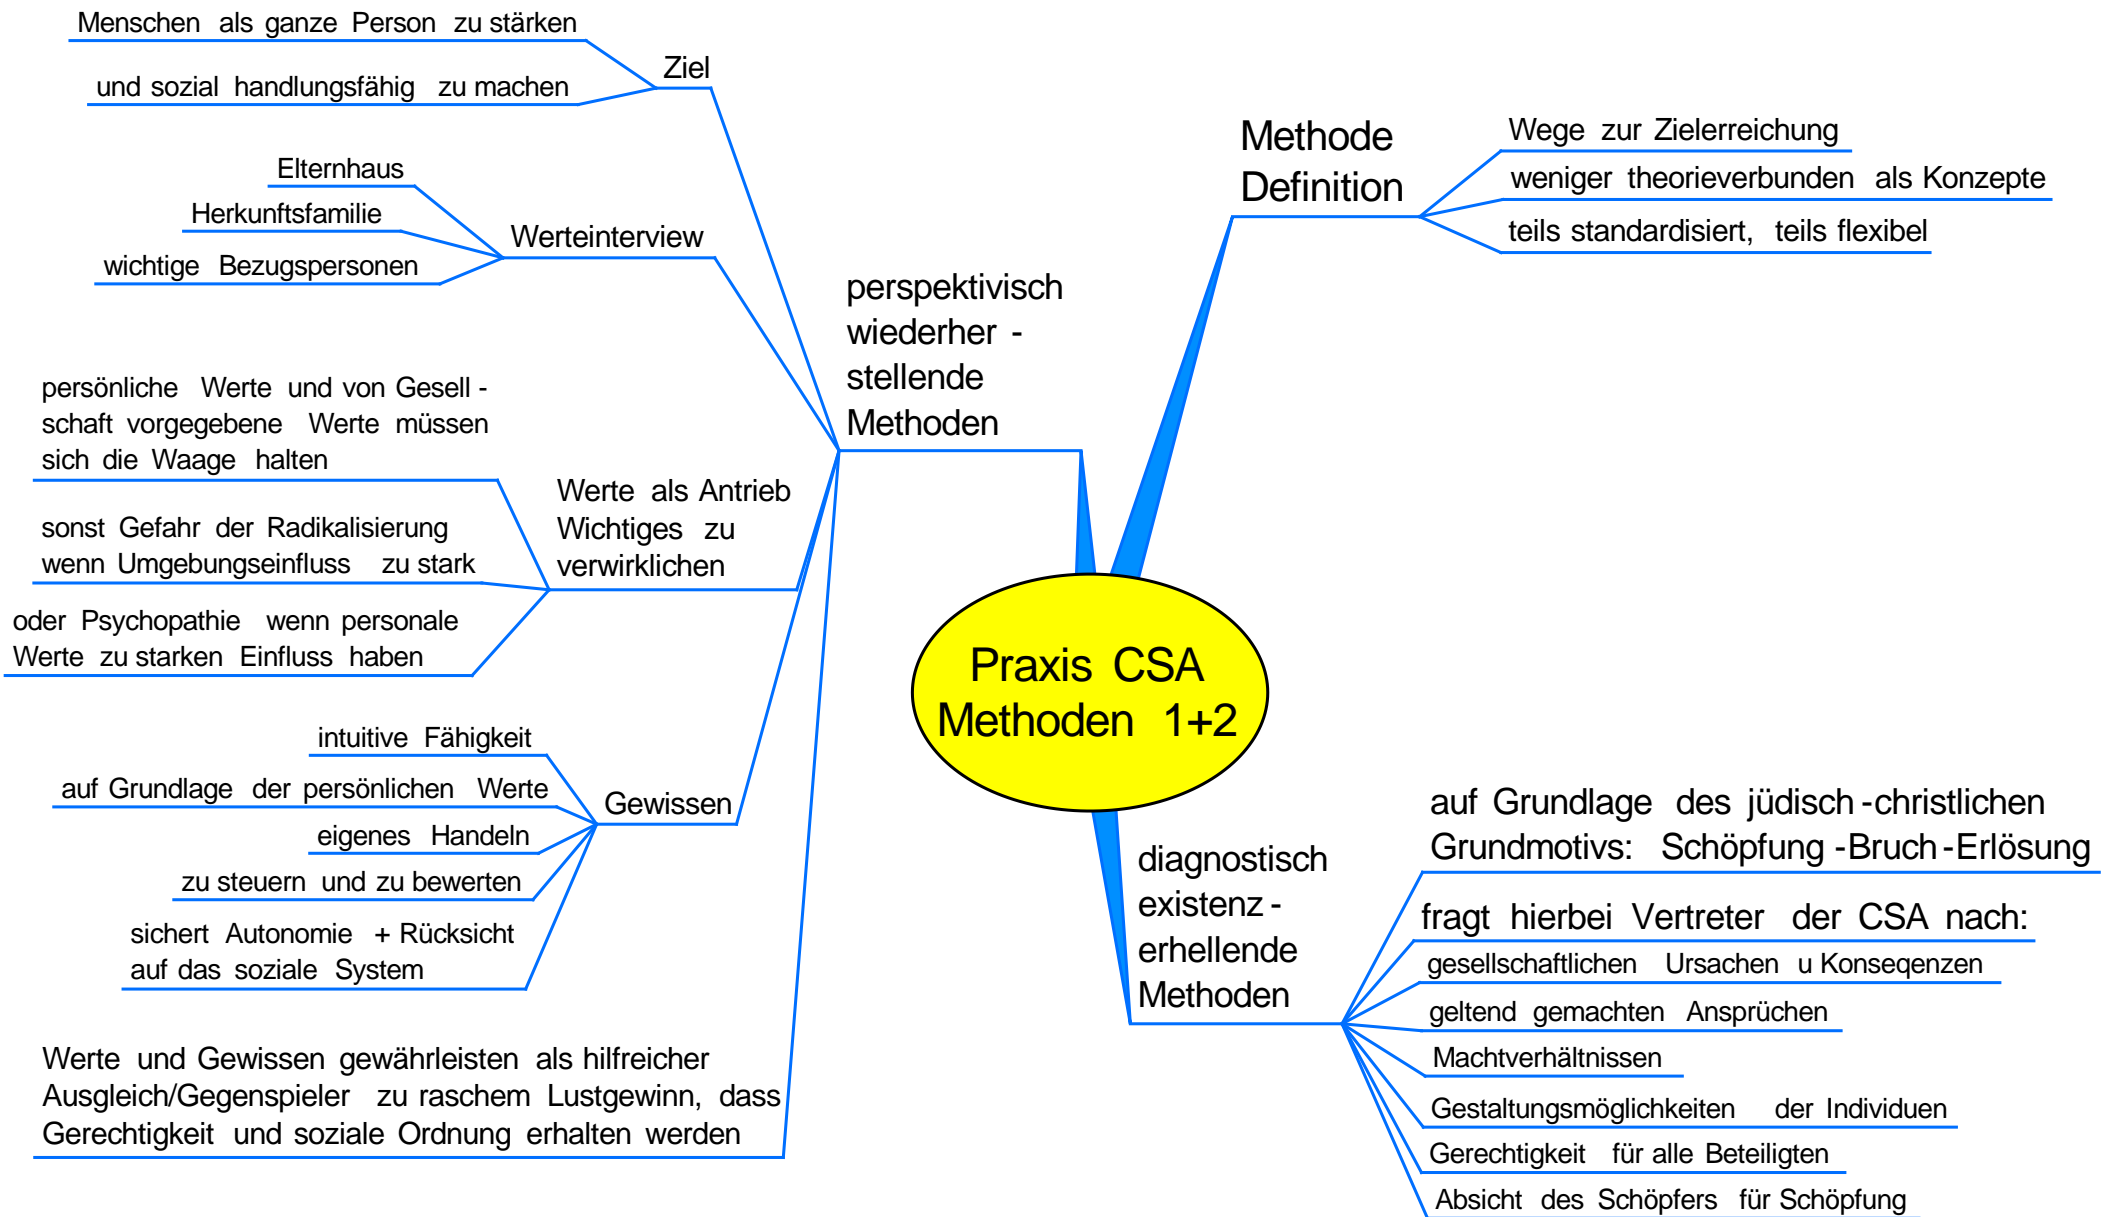 Praxis CSA
Methoden 1+2
Methode
Definition
Wege zur Zielerreichung
weniger theorieverbunden als Konzepte
teils standardisiert, teils flexibel
diagnostisch
existenz-
erhellende
Methoden
auf Grundlage des jüdisch-christlichen
Grundmotivs: Schöpfung-Bruch-Erlösung
fragt hierbei Vertreter der CSA nach:
gesellschaftlichen Ursachen u Konseqenzen
geltend gemachten Ansprüchen
Machtverhältnissen
Gestaltungsmöglichkeiten der Individuen
Gerechtigkeit für alle Beteiligten
Absicht des Schöpfers für Schöpfung
perspektivisch
wiederher-
stellende
Methoden
Ziel
Menschen als ganze Person zu stärken
und sozial handlungsfähig zu machen
Werteinterview
Elternhaus
Herkunftsfamilie
wichtige Bezugspersonen
Werte als Antrieb
Wichtiges zu
verwirklichen
persönliche Werte und von Gesell-
schaft vorgegebene Werte müssen
sich die Waage halten
sonst Gefahr der Radikalisierung
wenn Umgebungseinfluss zu stark
oder Psychopathie wenn personale
Werte zu starken Einfluss haben
Gewissen
intuitive Fähigkeit
auf Grundlage der persönlichen Werte
eigenes Handeln
zu steuern und zu bewerten
sichert Autonomie + Rücksicht
auf das soziale System
Werte und Gewissen gewährleisten als hilfreicher
Ausgleich/Gegenspieler zu raschem Lustgewinn, dass
Gerechtigkeit und soziale Ordnung erhalten werden